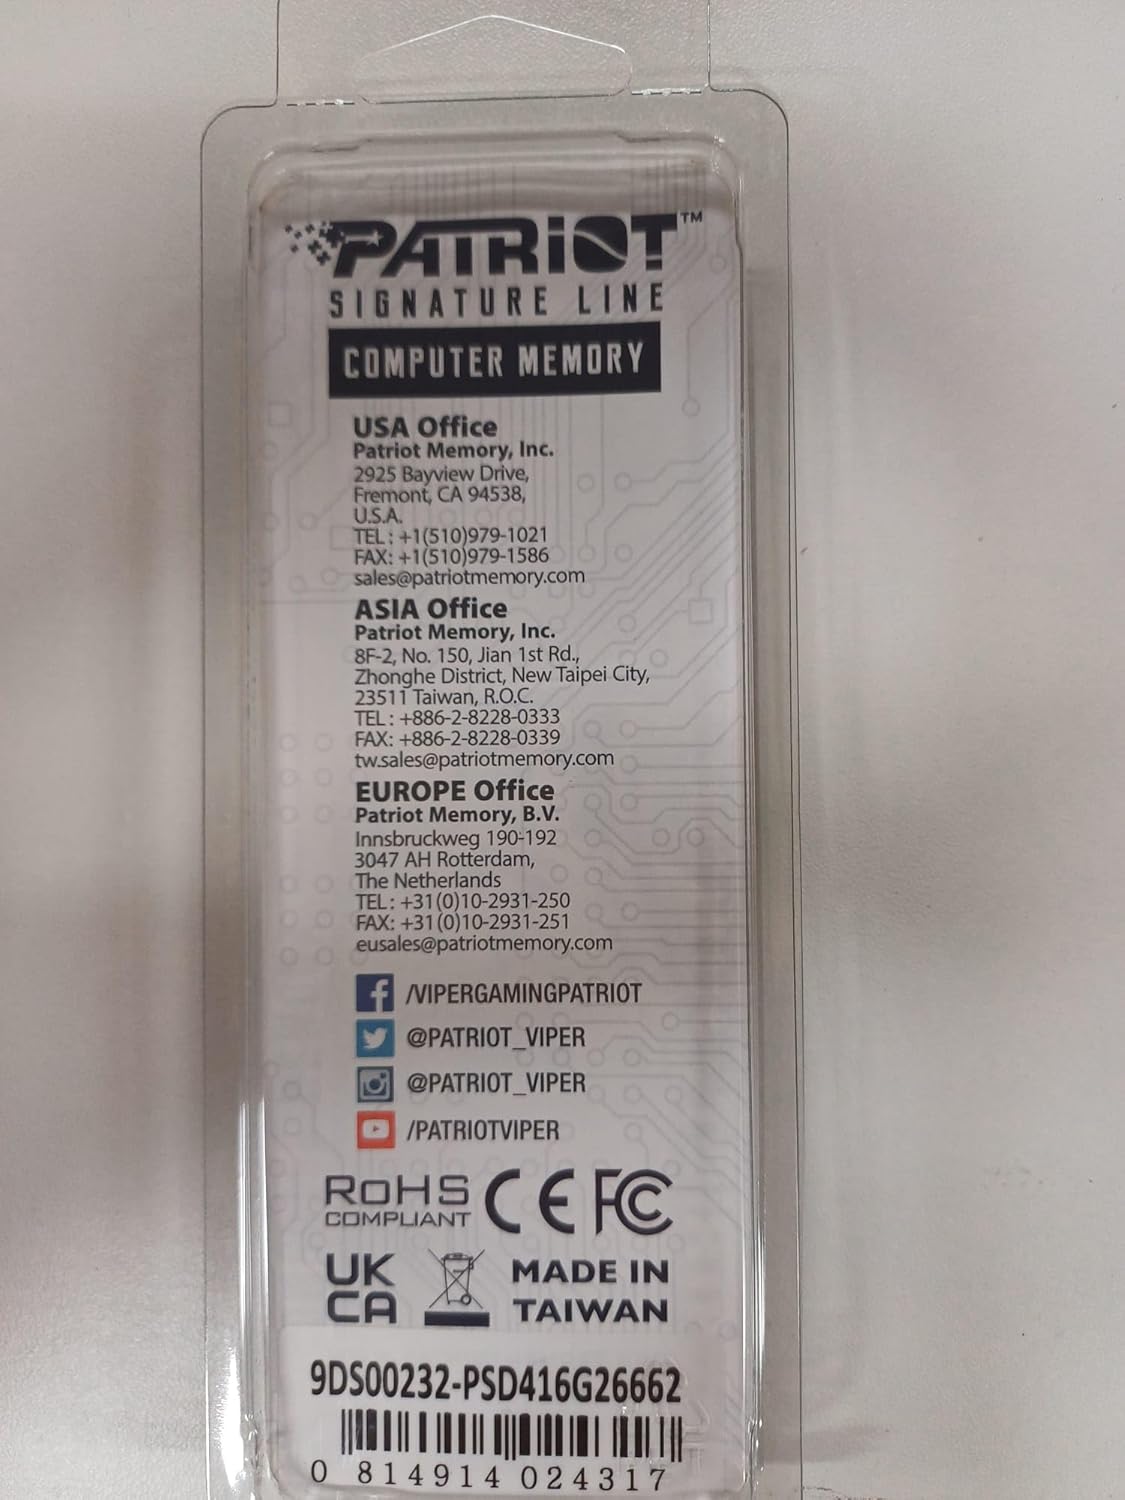 PATRiOT™
SIGNATURE LINE
COMPUTER MEMORY
USA Office
Patriot Memory, Inc.
2925 Bayview Drive,
Fremont, CA 94538,
U.S.A.
TEL : +1(510)979-1021
FAX: +1(510)979-1586
sales@patriotmemory.com
ASIA Office
Patriot Memory, Inc.
8F-2, No. 150, Jian 1st Rd.,
Zhonghe District, New Taipei City,
23511 Taiwan, R.O.C.
TEL : +886-2-8228-0333
FAX: +886-2-8228-0339
tw.sales@patriotmemory.com
EUROPE Office
Patriot Memory, B.V.
Innsbruckweg 190-192
3047 AH Rotterdam,
The Netherlands
TEL : +31(0)10-2931-250
FAX: +31(0)10-2931-251
eusales@patriotmemory.com
f /VIPERGAMINGPATRIOT
@PATRIOT_VIPER
@PATRIOT_VIPER
/PATRIOTVIPER
RoHS CE FC
COMPLIANT
UK MADE IN
CA TAIWAN
9DS00232-PSD416G26662
0 814914 024317